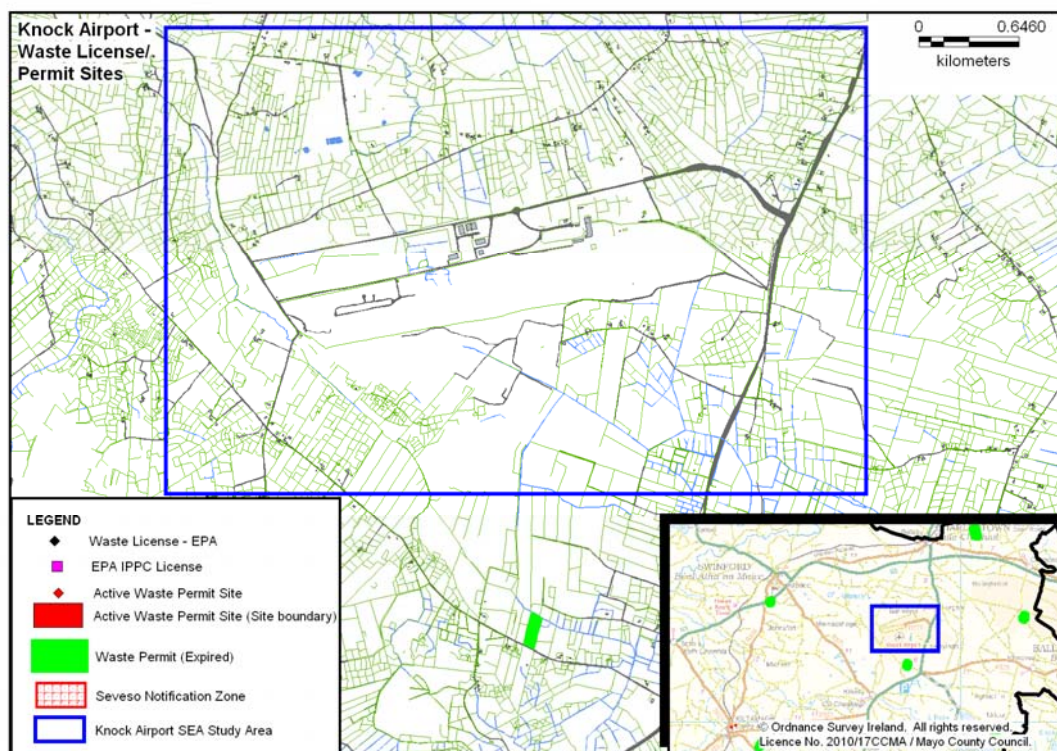 Knock Airport -
Waste License/.
Permit Sites
0 0.6460
kilometers
LEGEND
Waste License - EPA
EPA IPPC License
Active Waste Permit Site
Active Waste Permit Site (Site boundary)
Waste Permit (Expired)
Seveso Notification Zone
Knock Airport SEA Study Area
SWINFORD
© Ordnance Survey Ireland. All rights reserved.
Licence No. 2010/17CCMA / Mayo County Council.